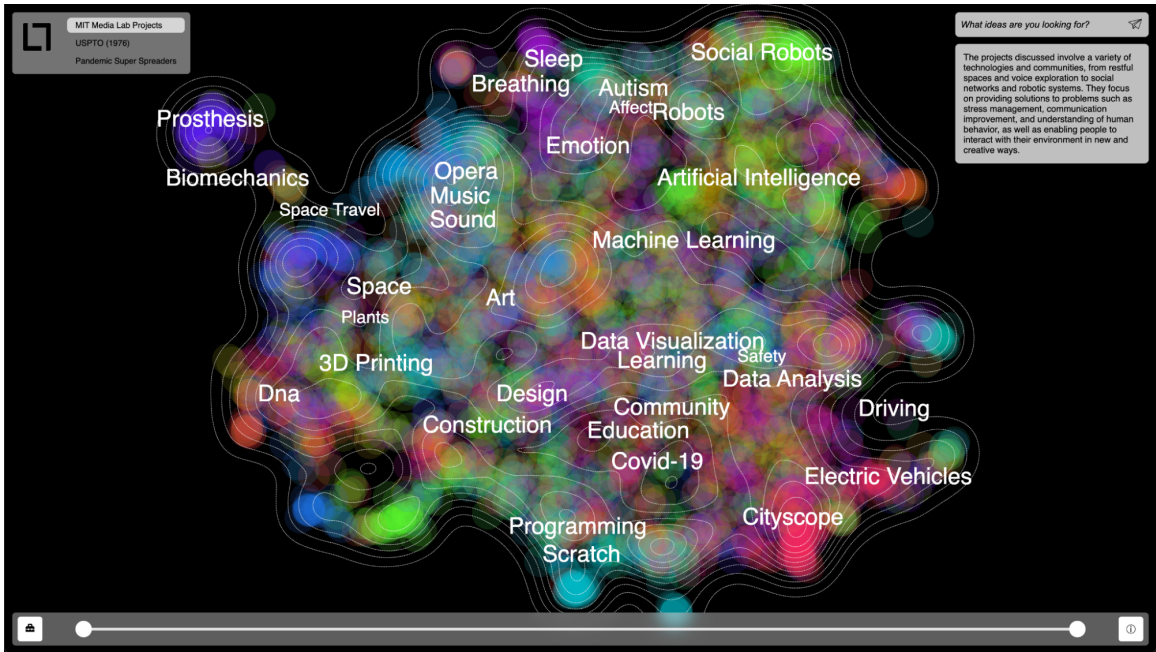 MIT Media Lab Projects
USPTO (1976)
Pandemic Super Spreaders
What ideas are you looking for?
The projects discussed involve a variety of
technologies and communities, from restful
spaces and voice exploration to social
networks and robotic systems. They focus
on providing solutions to problems such as
stress management, communication
improvement, and understanding of human
behavior, as well as enabling people to
interact with their environment in new and
creative ways.
Social Robots
Sleep
Breathing
Autism
Affect
Robots
Prosthesis
Emotion
Opera
Biomechanics
Artificial Intelligence
Music
Space Travel
Sound
Machine Learning
Space
Art
Plants
Data Visualization
Safety
Learning
3D Printing
Data Analysis
Dna
Design
Community
Driving
Construction
Education
Covid-19
Electric Vehicles
Cityscope
Programming
Scratch